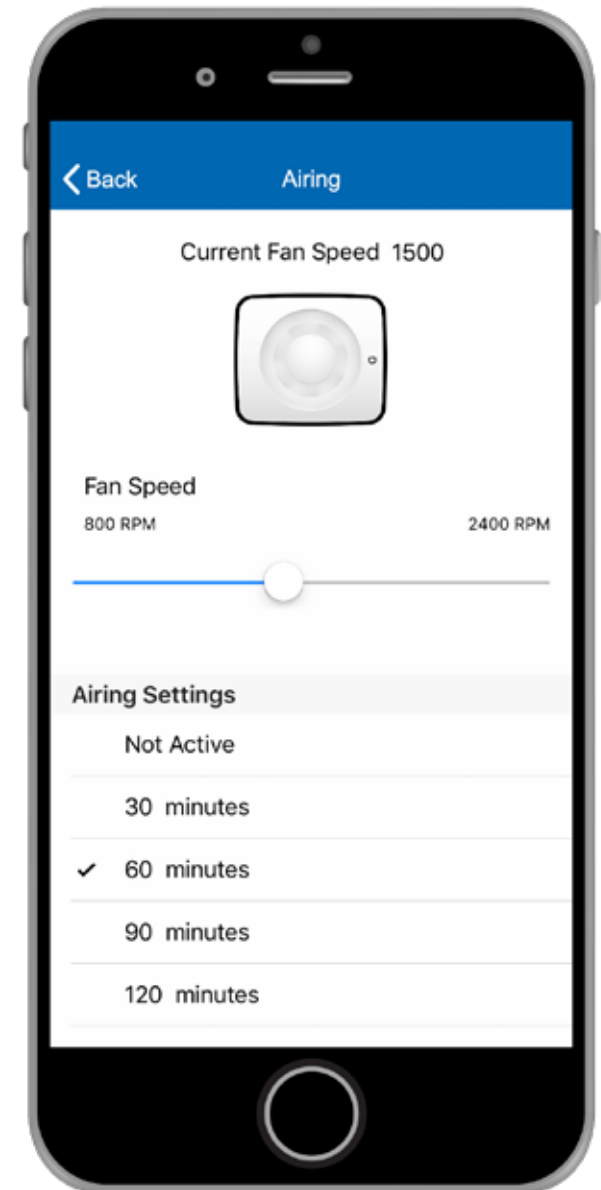 Back Airing
Current Fan Speed 1500
Fan Speed
800 RPM 2400 RPM
Airing Settings
Not Active
30 minutes
60 minutes
90 minutes
120 minutes